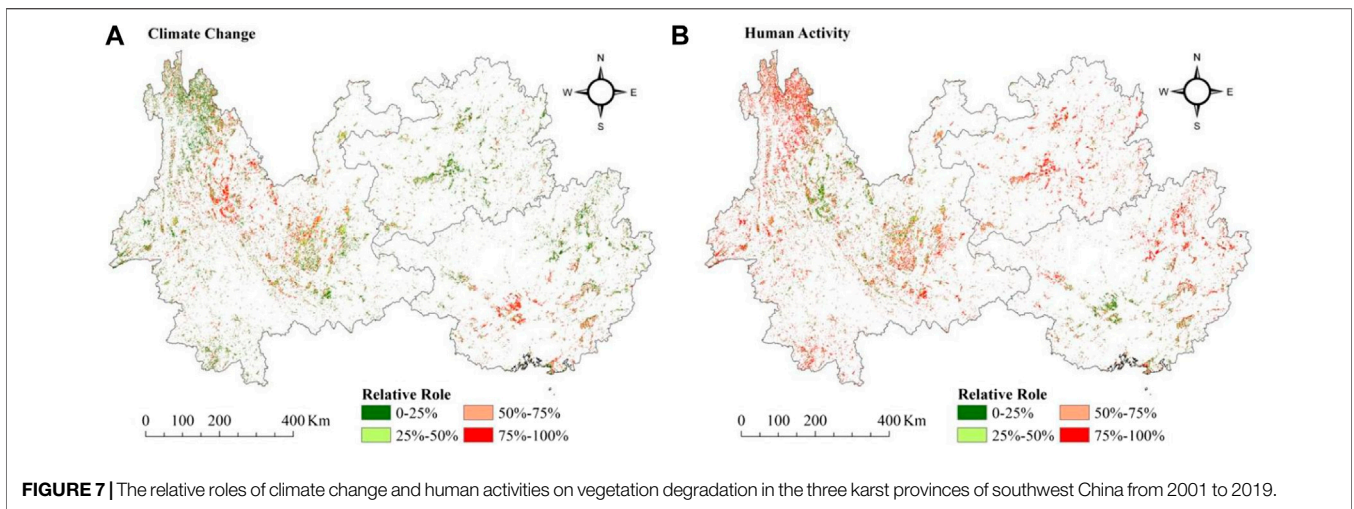 A Climate Change
B Human Activity
N
W E
S
N
W E
S
Relative Role
0-25% 50%-75%
25%-50% 75%-100%
0 100 200 400 Km
Relative Role
0-25% 50%-75%
25%-50% 75%-100%
0 100 200 400 Km
FIGURE 7 | The relative roles of climate change and human activities on vegetation degradation in the three karst provinces of southwest China from 2001 to 2019.